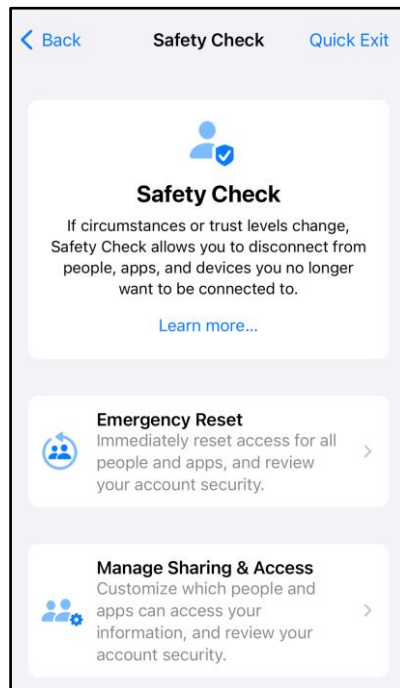 Back
Safety Check
Quick Exit
Safety Check
If circumstances or trust levels change,
Safety Check allows you to disconnect from
people, apps, and devices you no longer
want to be connected to.
Learn more...
Emergency Reset
Immediately reset access for all
people and apps, and review
your account security.
Manage Sharing & Access
Customize which people and
apps can access your
information, and review your
account security.